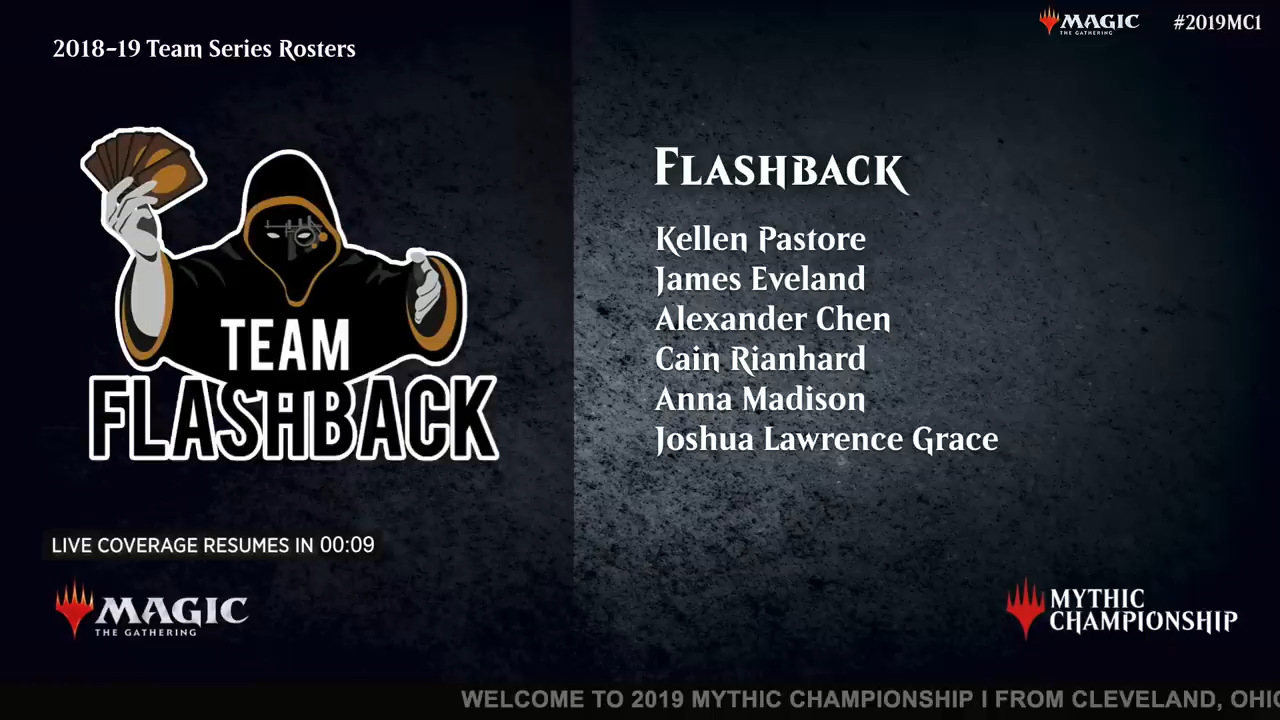 2018-19 Team Series Rosters
MAGIC
THE GATHERING
#2019MC1
TEAM
FLASHBACK
FLASHBACK
Kellen Pastore
James Eveland
Alexander Chen
Cain Rianhard
Anna Madison
Joshua Lawrence Grace
LIVE COVERAGE RESUMES IN 00:09
MAGIC
THE GATHERING
MYTHIC
CHAMPIONSHIP
WELCOME TO 2019 MYTHIC CHAMPIONSHIP I FROM CLEVELAND, OHI